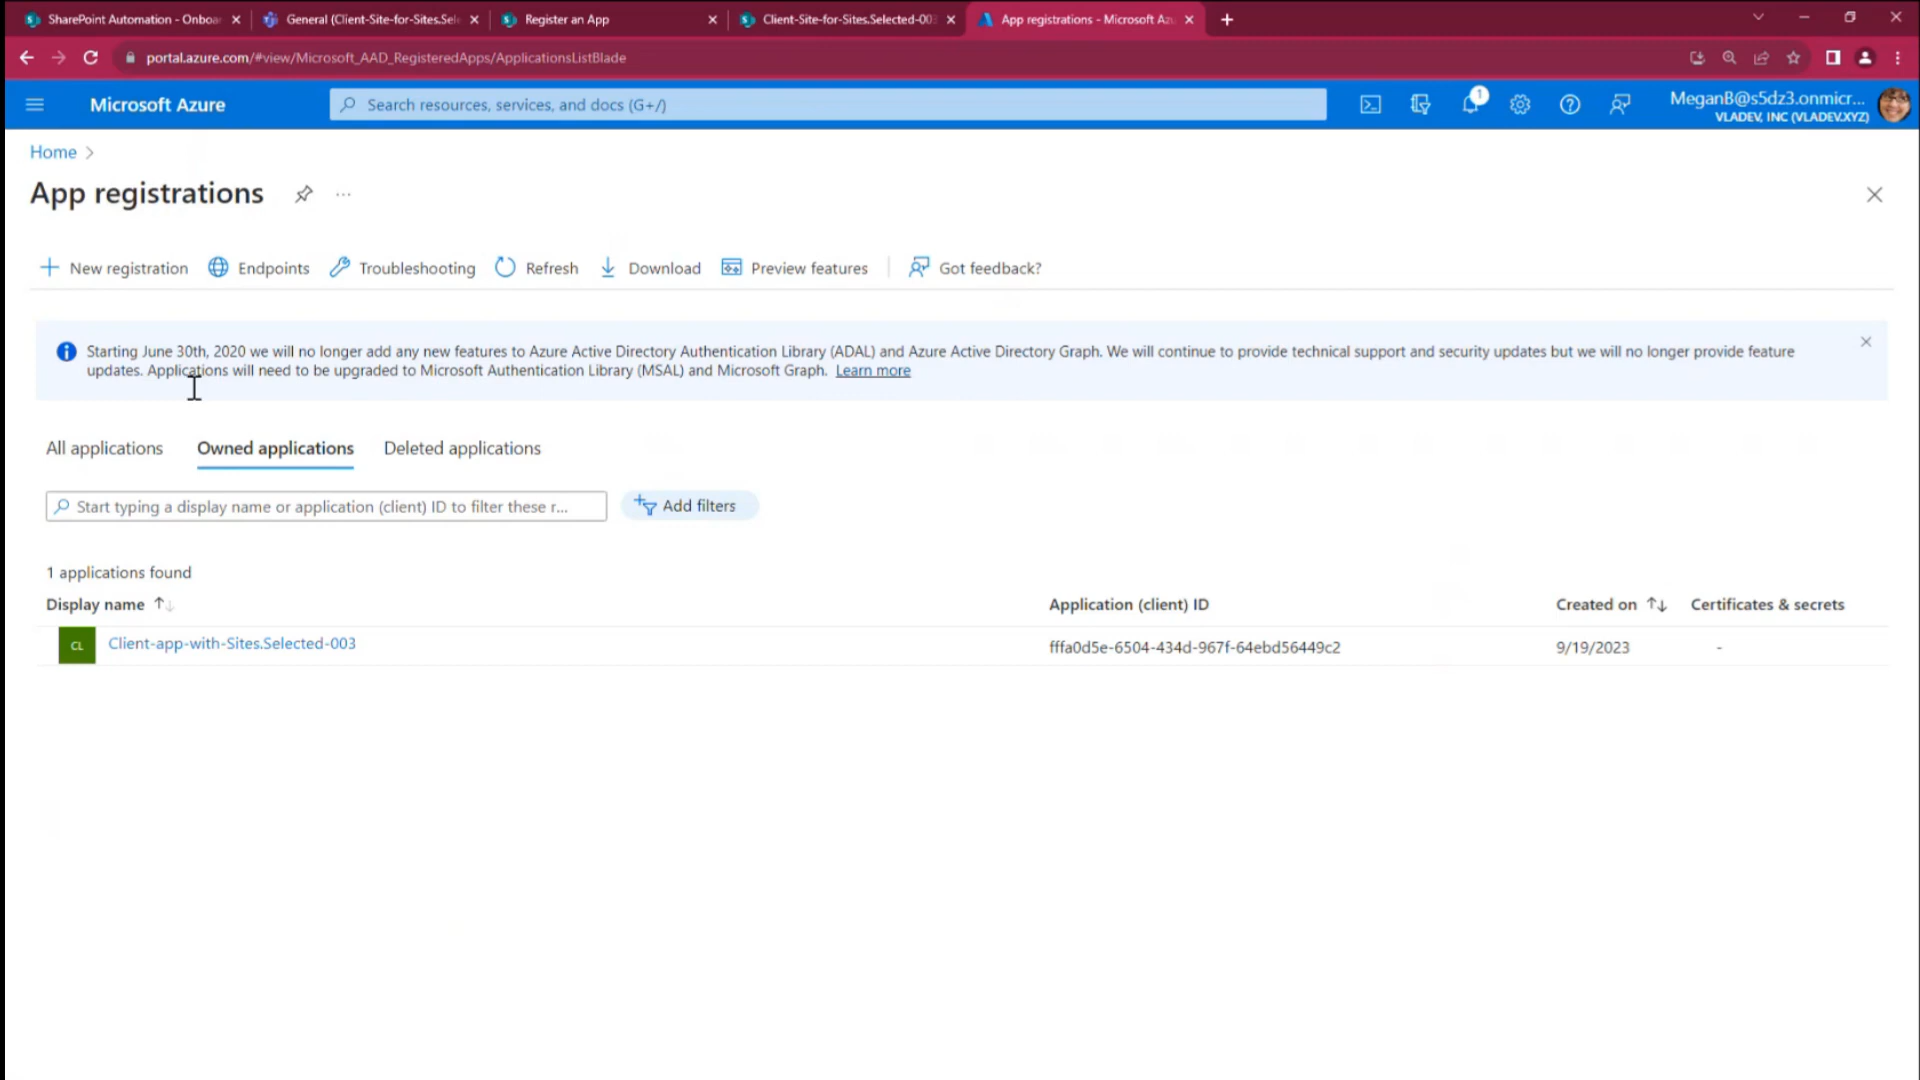 SharePoint Automation - Onboar
General (Client-Site-for-Sites.Sele
Register an App
Client-Site-for-Sites.Selected-003
App registrations - Microsoft Azu
portal.azure.com/#view/Microsoft_AAD_RegisteredApps/ApplicationsListBlade
Microsoft Azure
Search resources, services, and docs (G+/)
1
MeganB@s5dz3.onmicr...
VLADEV, INC (VLADEV.XYZ)
Home >
App registrations
...
New registration
Endpoints
Troubleshooting
Refresh
Download
Preview features
Got feedback?
Starting June 30th, 2020 we will no longer add any new features to Azure Active Directory Authentication Library (ADAL) and Azure Active Directory Graph. We will continue to provide technical support and security updates but we will no longer provide feature
updates. Applications will need to be upgraded to Microsoft Authentication Library (MSAL) and Microsoft Graph. Learn more
All applications
Owned applications
Deleted applications
Start typing a display name or application (client) ID to filter these r...
Add filters
1 applications found
Display name
Application (client) ID
Created on
Certificates & secrets
CL
Client-app-with-Sites.Selected-003
fffa0d5e-6504-434d-967f-64ebd56449c2
9/19/2023
-